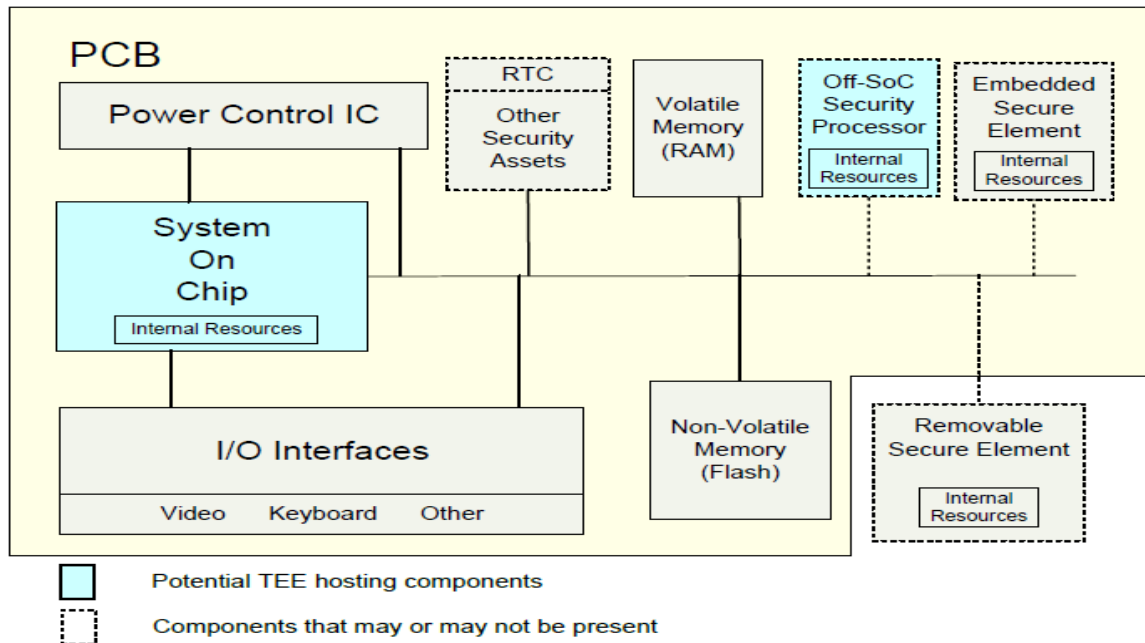 PCB
Power Control IC
RTC
Other
Security
Assets
Volatile
Memory
(RAM)
Off-SoC
Security
Processor
Internal
Resources
Embedded
Secure
Element
Internal
Resources
System
On
Chip
Internal Resources
I/O Interfaces
Video Keyboard Other
Non-Volatile
Memory
(Flash)
Removable
Secure Element
Internal
Resources
Potential TEE hosting components
Components that may or may not be present